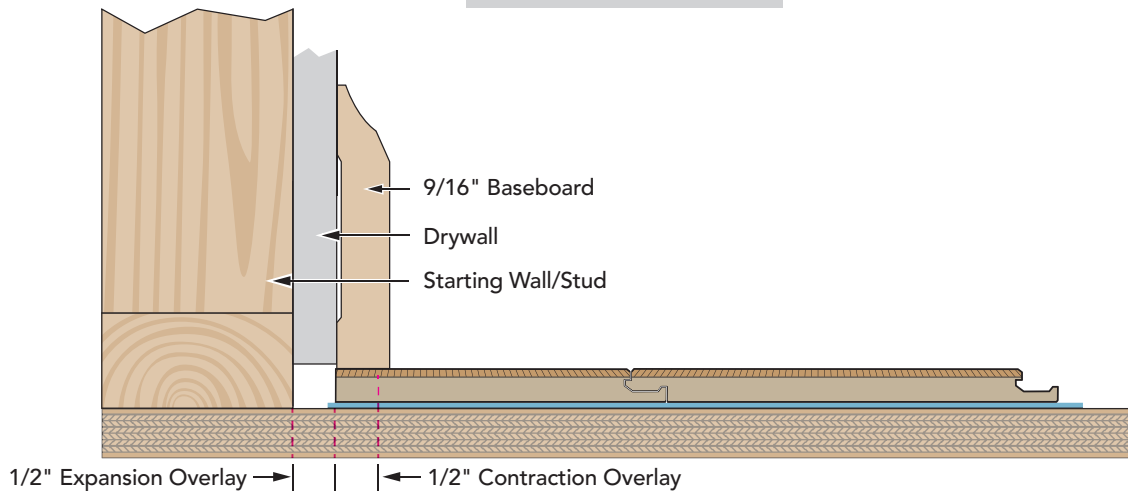 9/16" Baseboard
Drywall
Starting Wall/Stud
1/2" Expansion Overlay
1/2" Contraction Overlay